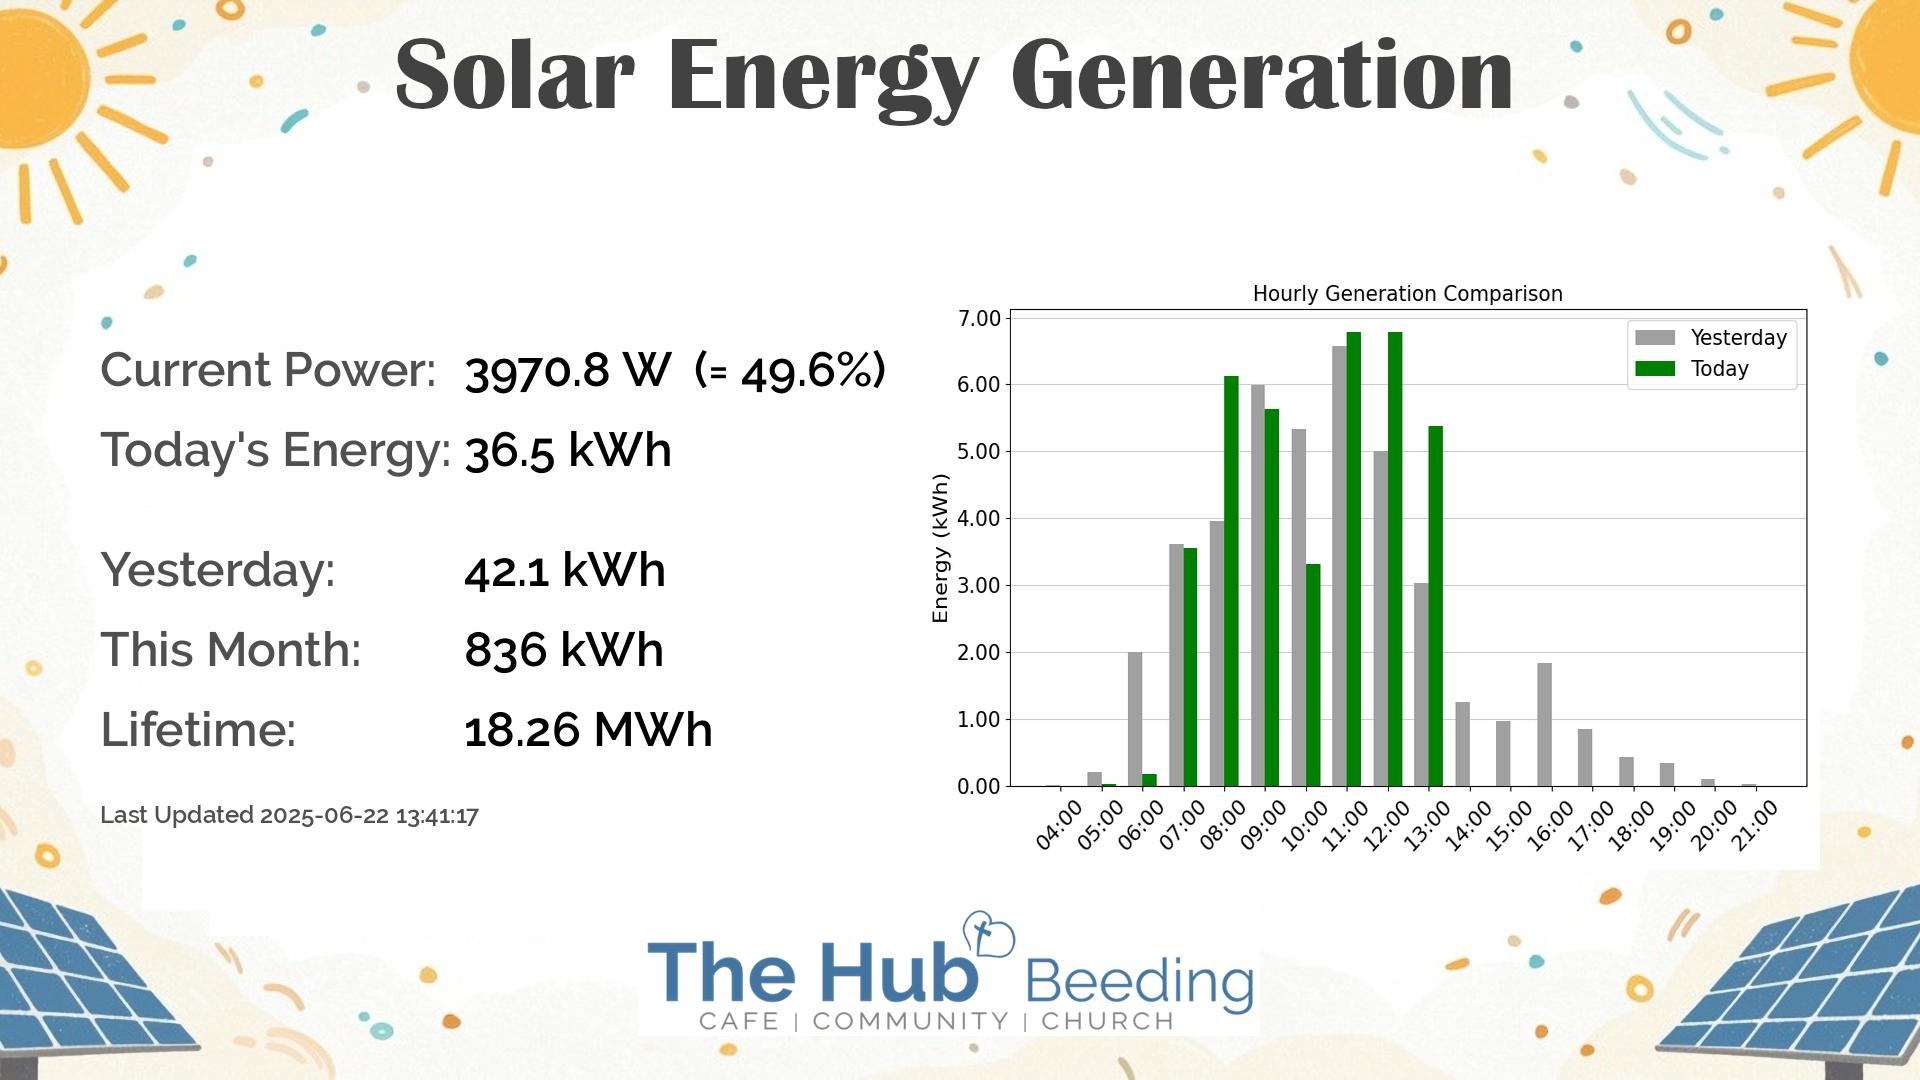 Solar Energy Generation
Current Power: 3970.8 W (= 49.6%)
Today's Energy: 36.5 kWh
Yesterday: 42.1 kWh
This Month: 836 kWh
Lifetime: 18.26 MWh
Last Updated 2025-06-22 13:41:17
Hourly Generation Comparison
Yesterday
Today
Energy (kWh)
7.00
6.00
5.00
4.00
3.00
2.00
1.00
0.00
04:00 05:00 06:00 07:00 08:00 09:00 10:00 11:00 12:00 13:00 14:00 15:00 16:00 17:00 18:00 19:00 20:00 21:00
The Hub Beeding
CAFE | COMMUNITY | CHURCH